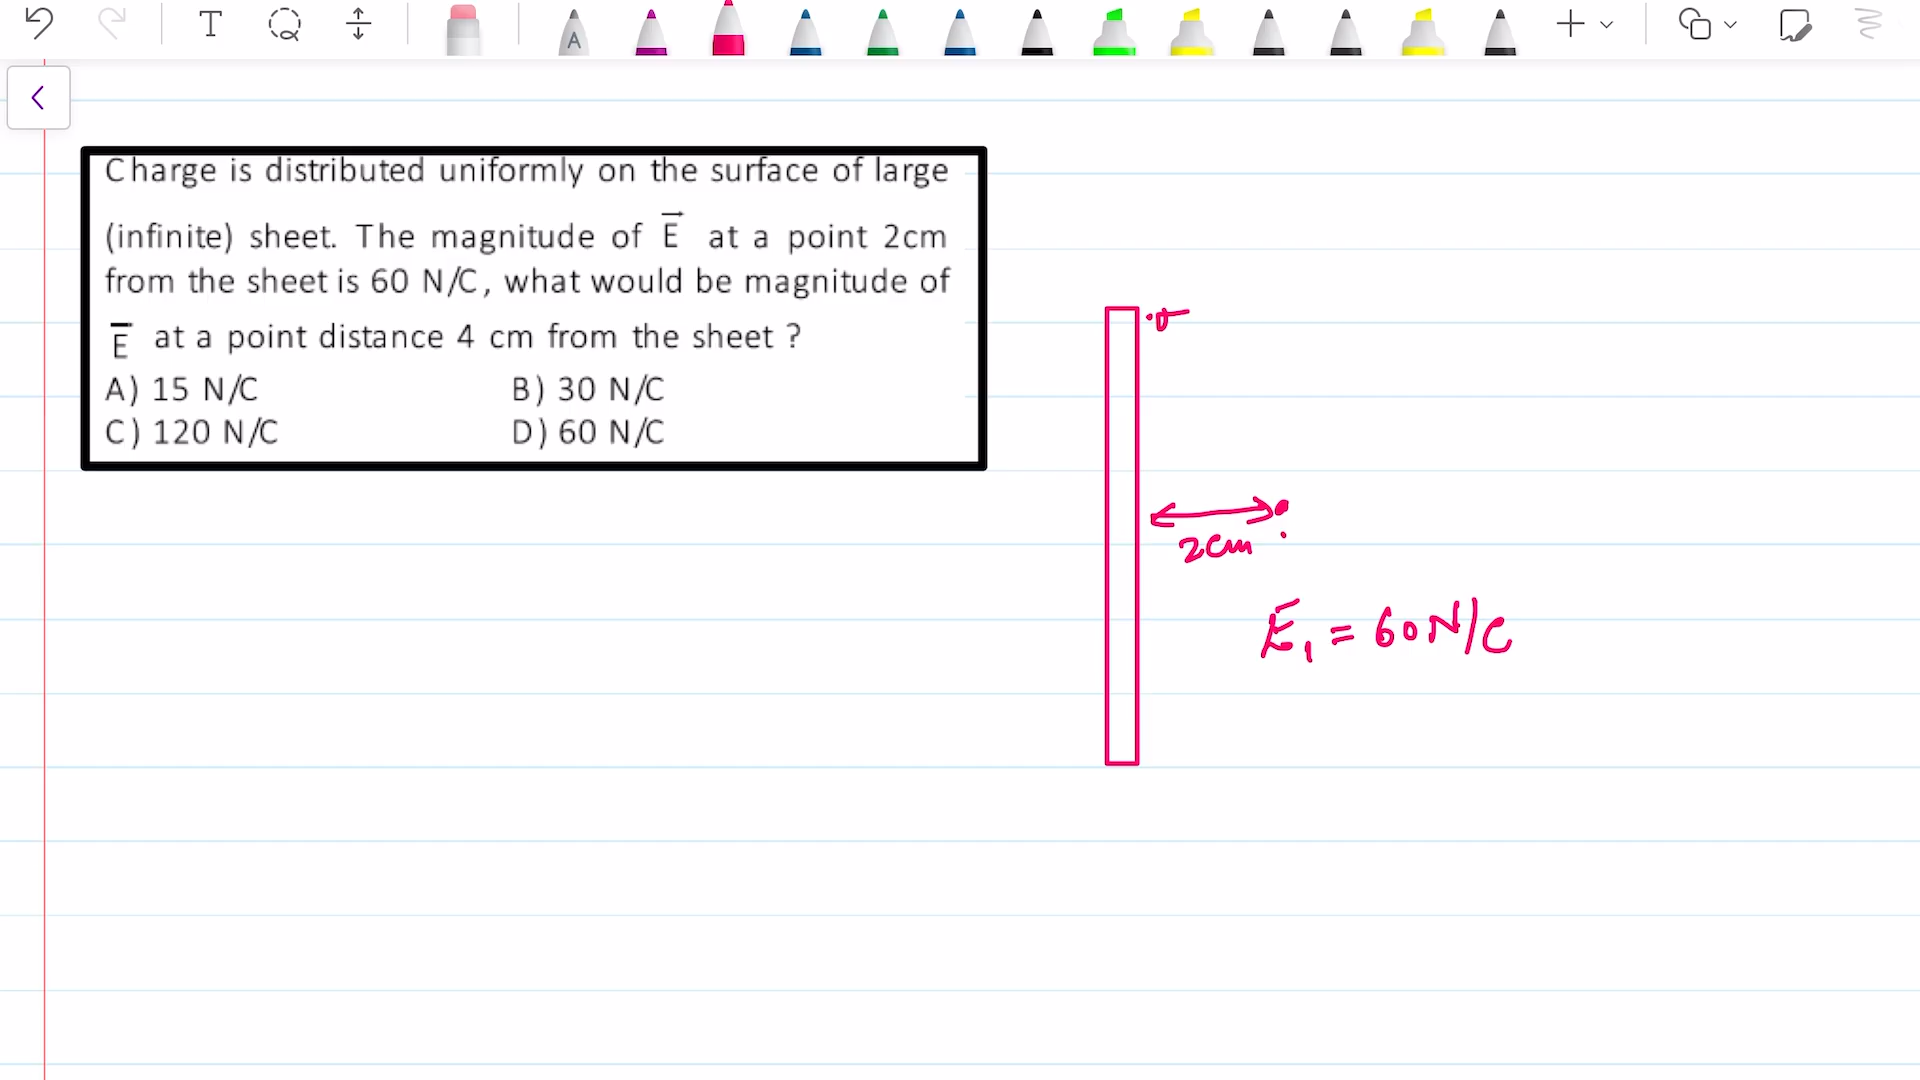 T
A
Charge is distributed uniformly on the surface of large
(infinite) sheet. The magnitude of E⃗ at a point 2cm
from the sheet is 60 N/C, what would be magnitude of
E̅ at a point distance 4 cm from the sheet ?
A) 15 N/C B) 30 N/C
C) 120 N/C D) 60 N/C
σ
2cm
E₁ = 60N/C